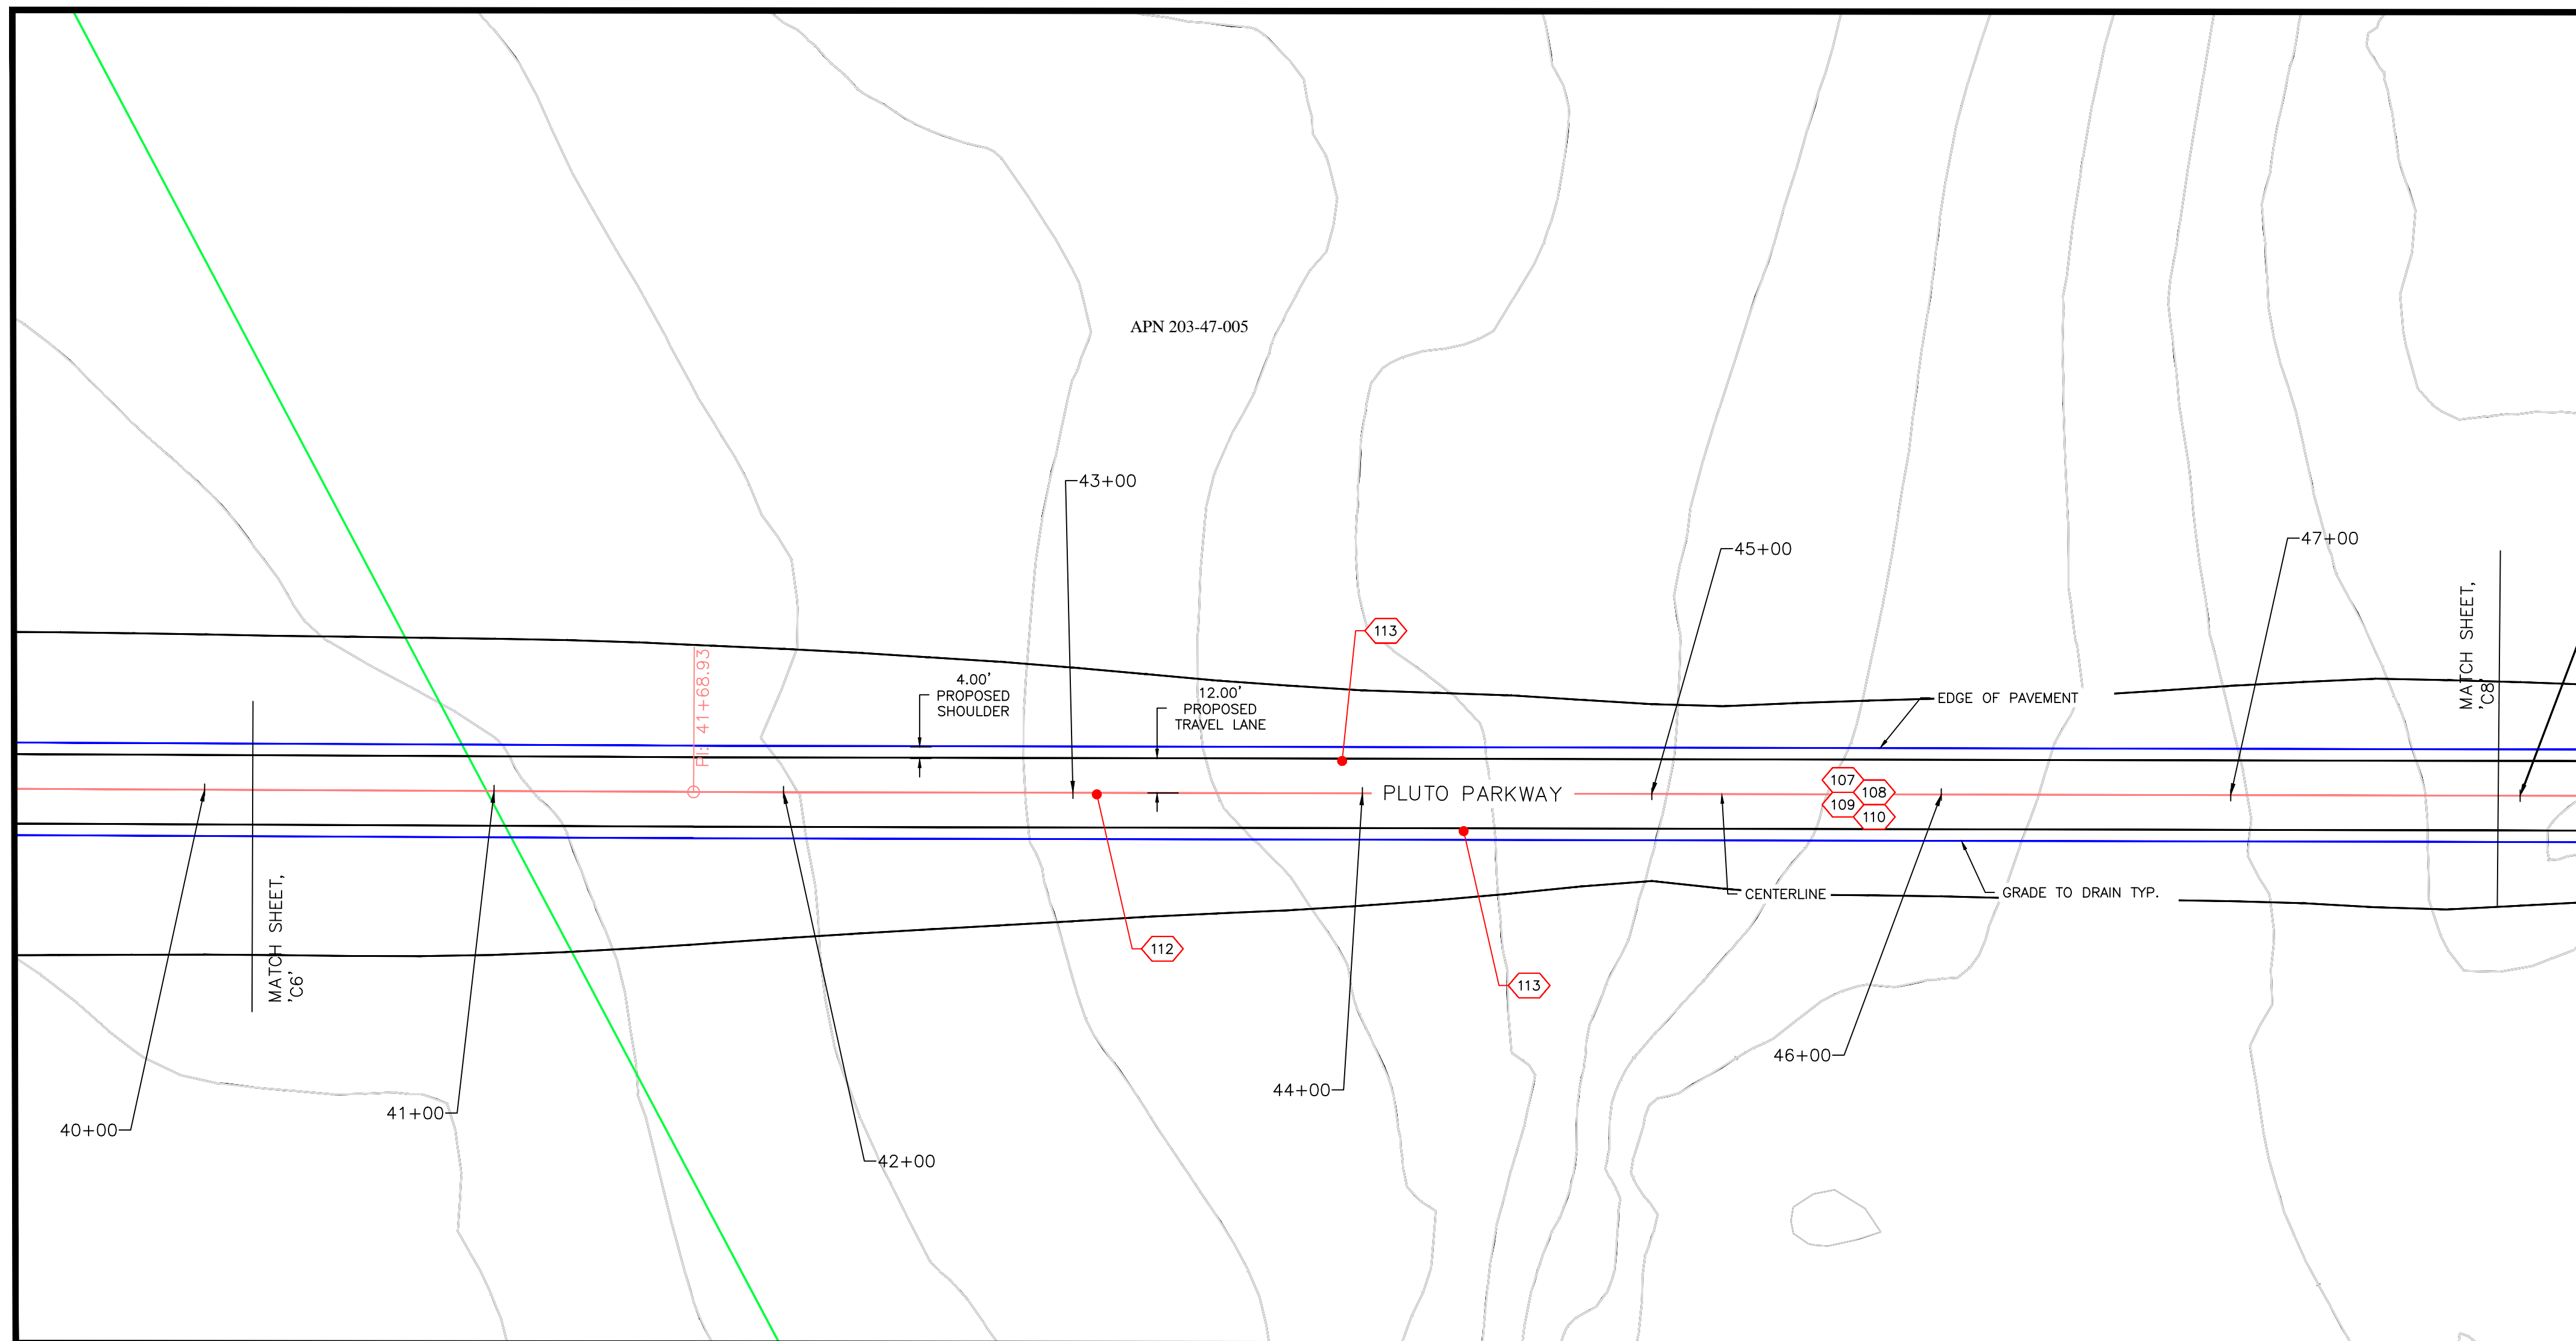 APN 203-47-005
43+00
47+00
45+00
MATCH SHEET,
'C8'
113
PI: 41+68.93
4.00'
PROPOSED
SHOULDER
12.00'
PROPOSED
TRAVEL LANE
EDGE OF PAVEMENT
PLUTO PARKWAY
107
108
109
110
CENTERLINE
GRADE TO DRAIN TYP.
MATCH SHEET,
'C6'
112
113
46+00
44+00
41+00
40+00
42+00